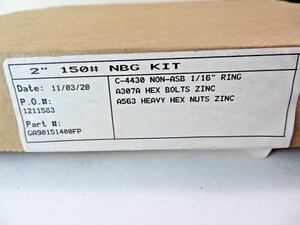 2" 150# NBG KIT
Date: 11/03/20
P.O.#:
1211583
Part #:
GA90151400FP
C-4430 NON-ASB 1/16" RING
A307A HEX BOLTS ZINC
A563 HEAVY HEX NUTS ZINC